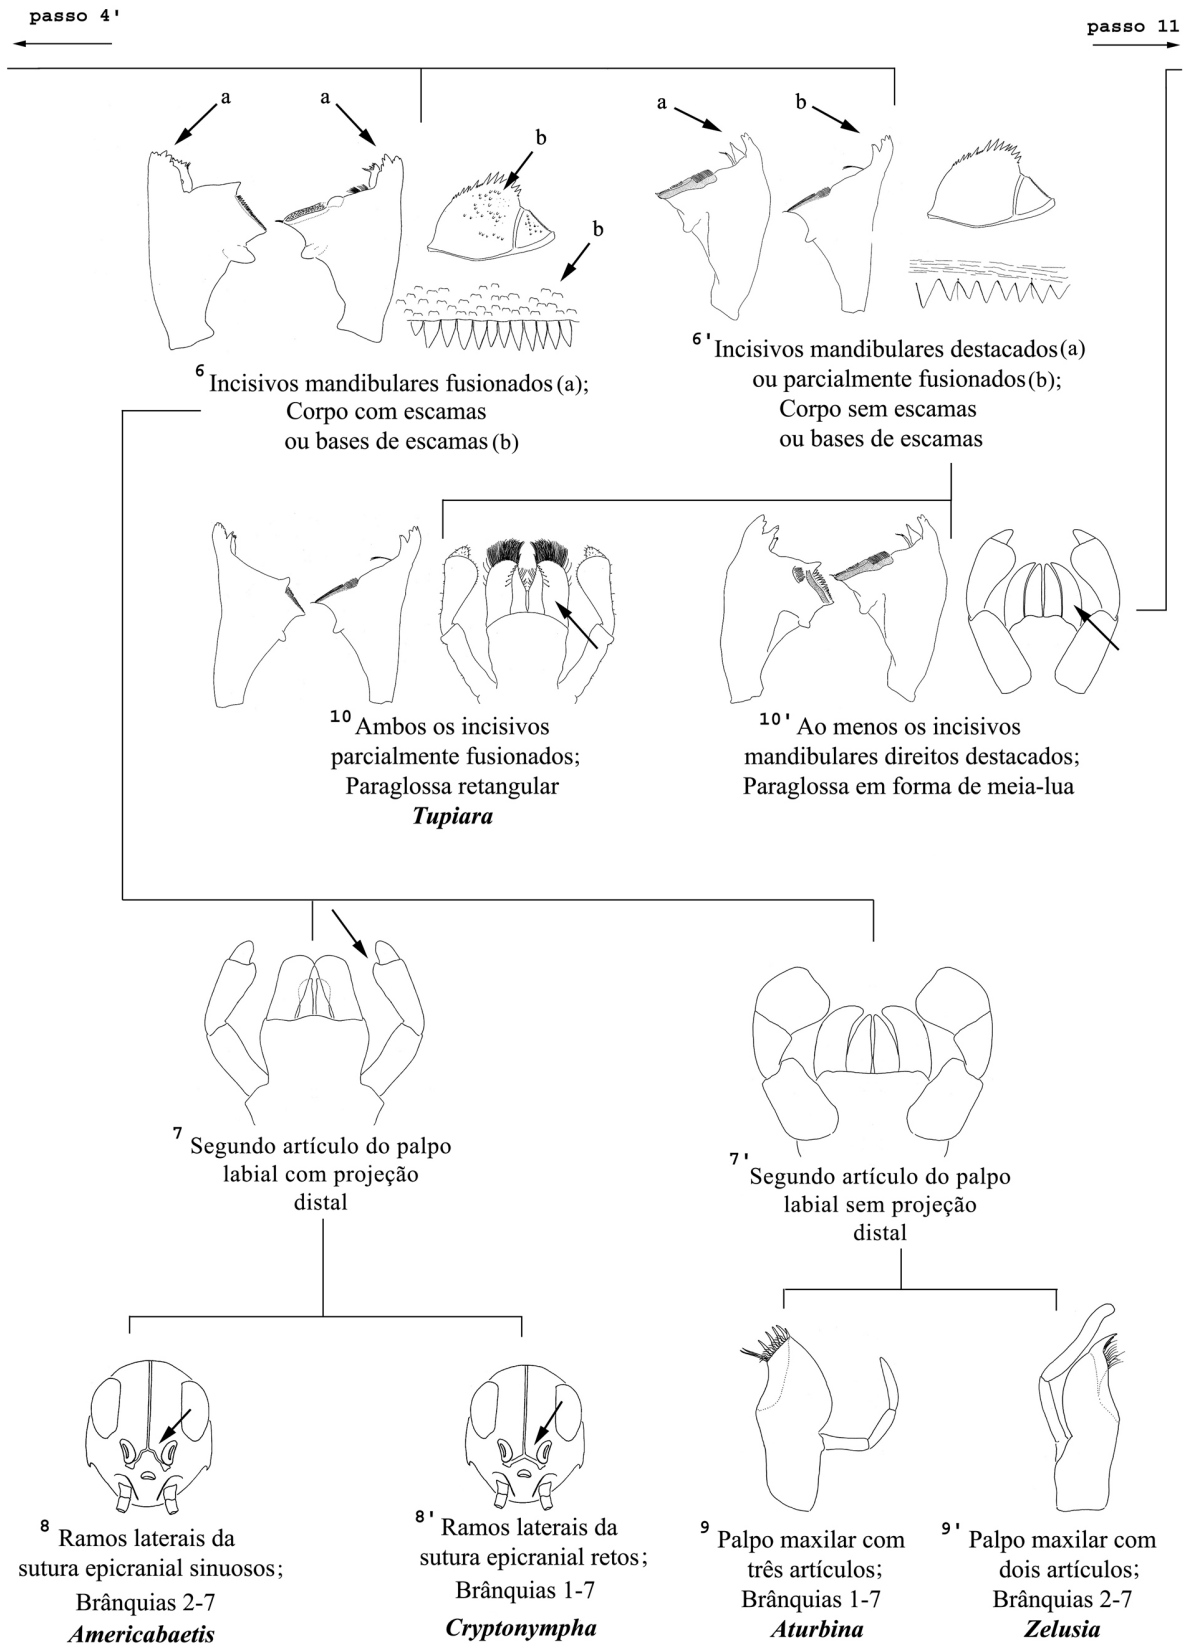 passo 4'
passo 11
a
a
b
b
a
b
6 Incisivos mandibulares fusionados (a);
Corpo com escamas
ou bases de escamas (b)
6' Incisivos mandibulares destacados (a)
ou parcialmente fusionados (b);
Corpo sem escamas
ou bases de escamas
10 Ambos os incisivos
parcialmente fusionados;
Paraglossa retangular
Tupiara
10' Ao menos os incisivos
mandibulares direitos destacados;
Paraglossa em forma de meia-lua
7 Segundo artículo do palpo
labial com projeção
distal
7' Segundo artículo do palpo
labial sem projeção
distal
8 Ramos laterais da
sutura epicranial sinuosos;
Brânquias 2-7
Americabaetis
8' Ramos laterais da
sutura epicranial retos;
Brânquias 1-7
Cryptonympha
9 Palpo maxilar com
três artículos;
Brânquias 1-7
Aturbina
9' Palpo maxilar com
dois artículos;
Brânquias 2-7
Zelusia